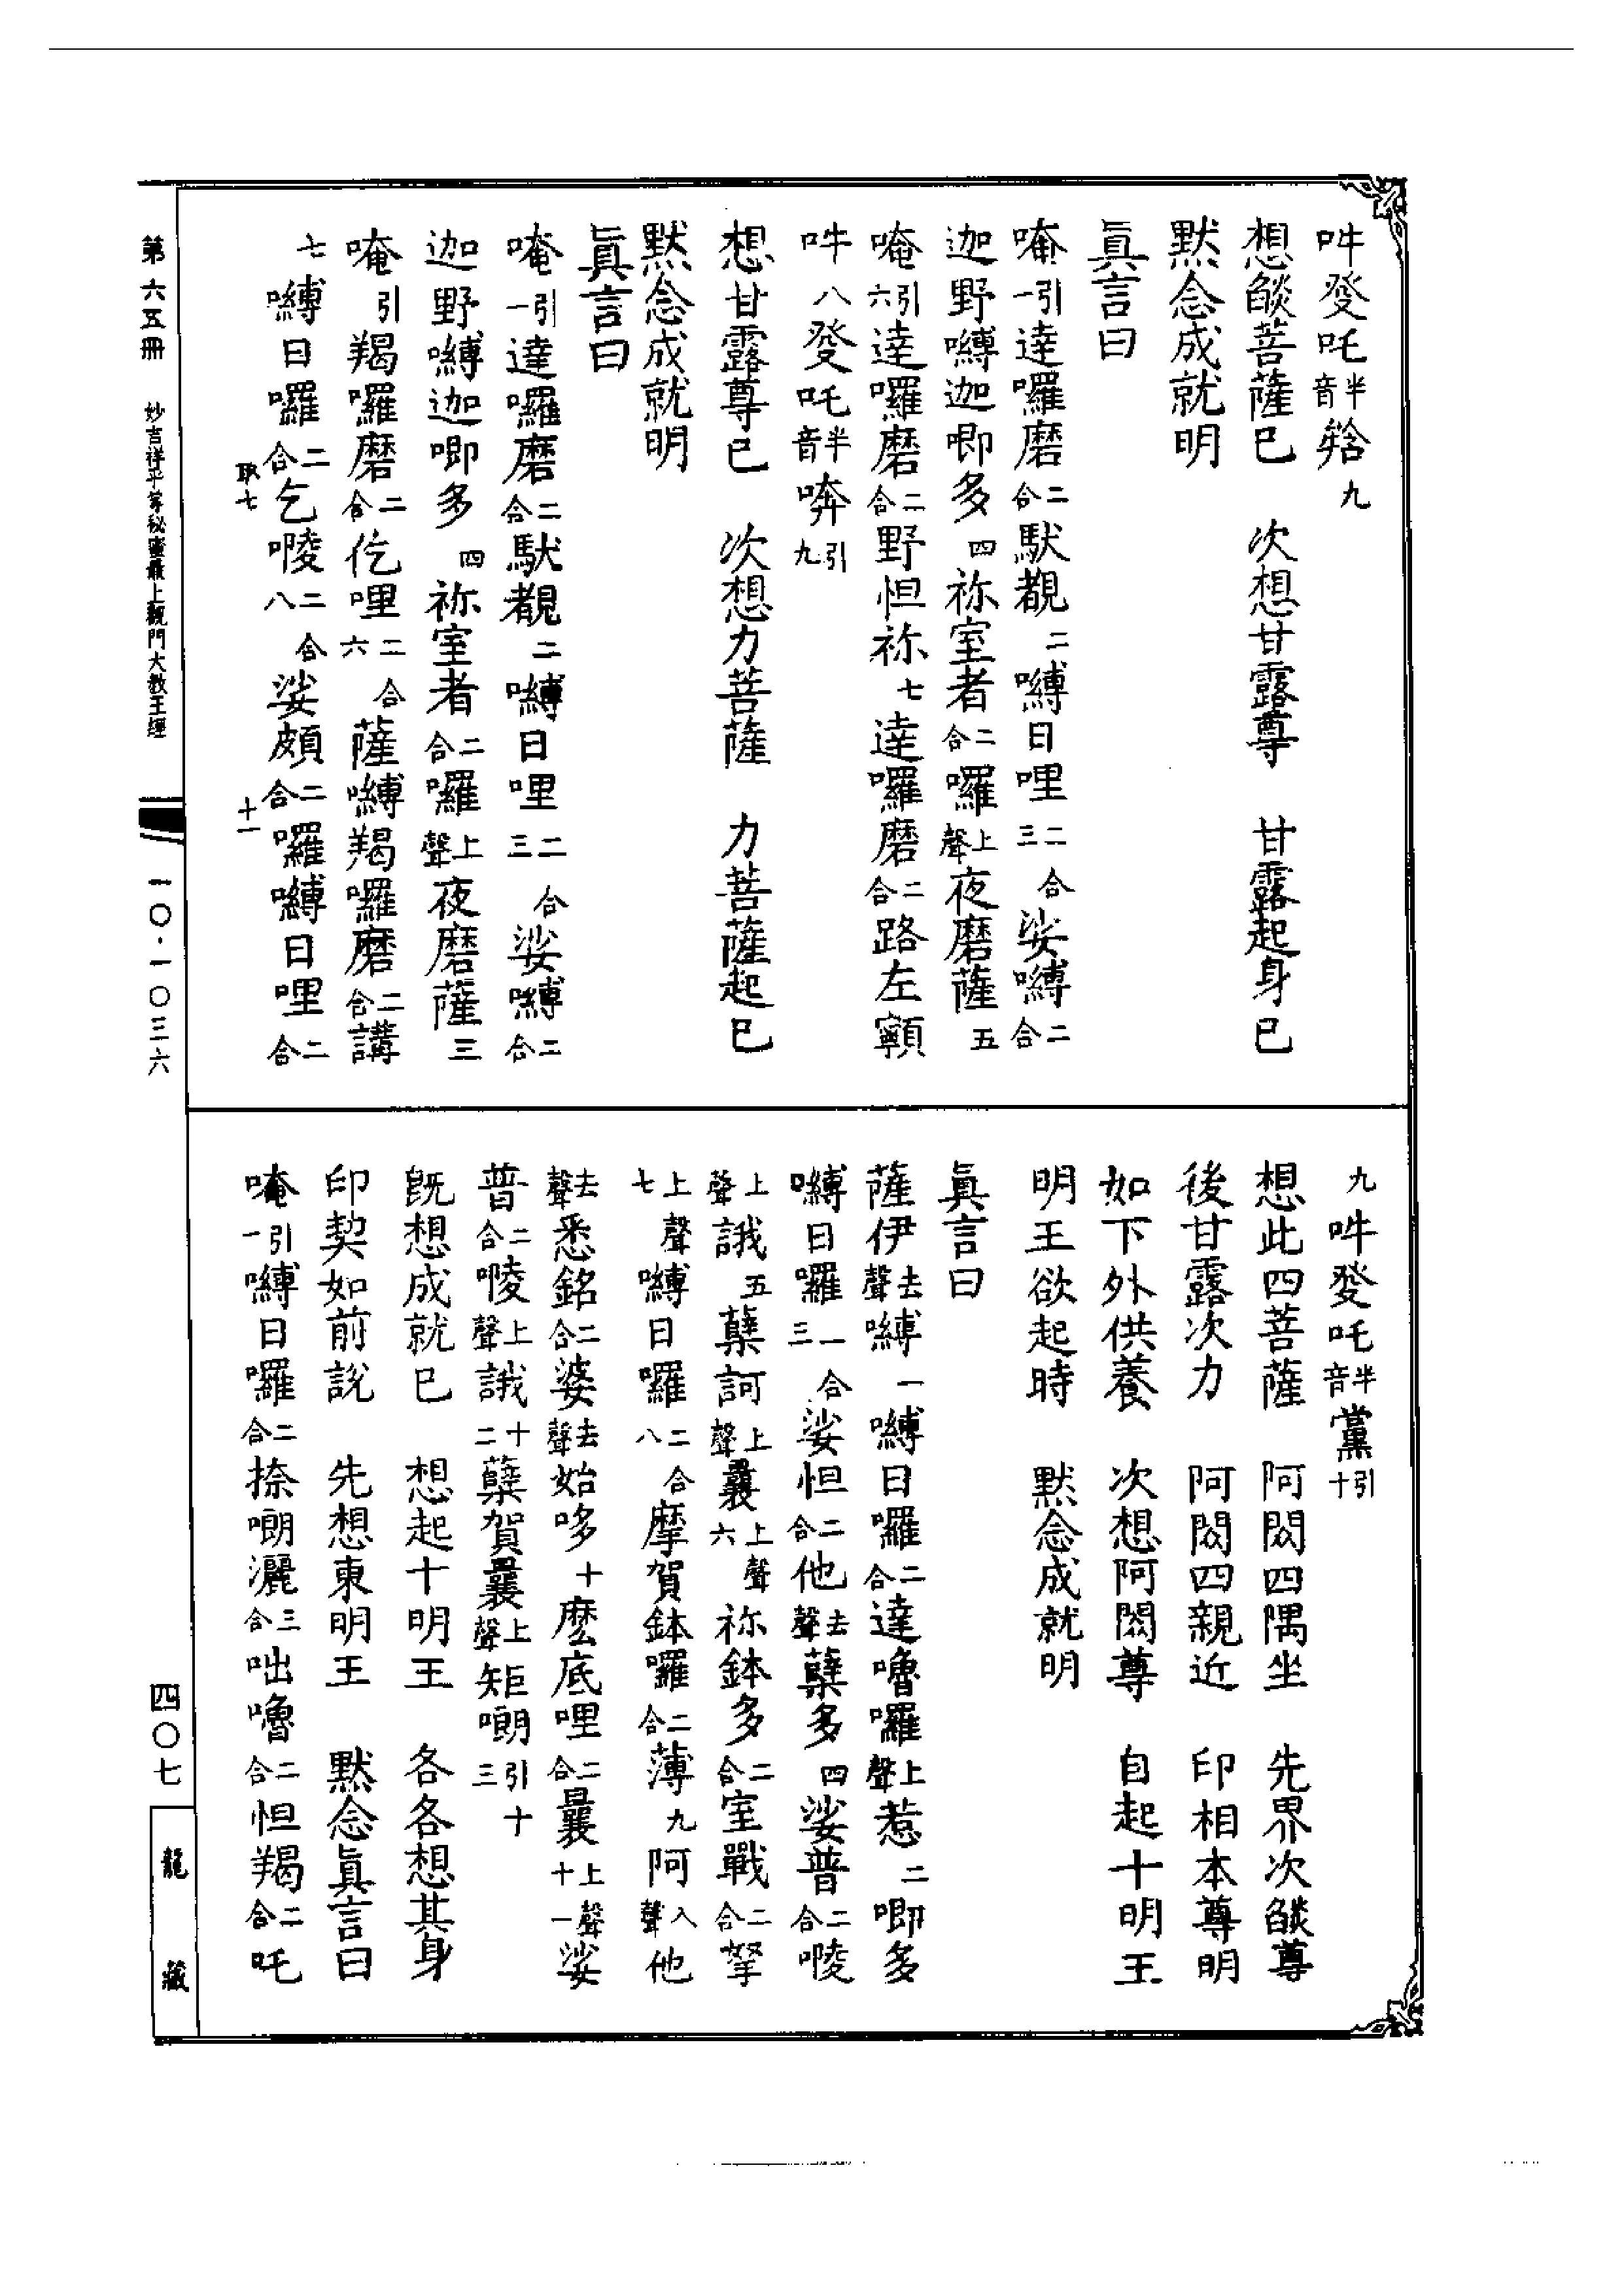 吽發吒半音㗶九
想燄菩薩已　次想甘露尊　甘露起身已
默念成就明
眞言曰
唵引一達囉磨二合馱覩二嚩日哩二合三娑嚩二合
迦野嚩迦唧多四祢室者二合囉上聲夜磨薩五
唵引六達囉磨二合野怛祢七達囉磨二合路左顙
吽八發吒半音㖠引九
想甘露尊已　次想力菩薩　力菩薩起已
默念成就明
眞言曰
唵引一達囉磨二合馱覩二嚩日哩二合三娑嚩二合
迦野嚩迦唧多四祢室者二合囉上聲夜磨薩三
唵引羯囉磨二合仡哩二合六薩嚩羯囉磨二合講
七嚩日囉二合乞㘄二合八娑頗二合囉嚩日哩二合
九吽發吒半音黨引十
想此四菩薩　阿閦四隅坐　先界次燄尊
後甘露次力　阿閦四親近　印相本尊明
如下外供養　次想阿閦尊　自起十明王
明王欲起時　默念成就明
眞言曰
薩伊去聲嚩一嚩日囉二合達嚕囉上聲惹二唧多
嚩日囉一合三娑怛二合他去聲蘖多四娑普二合㘄
上聲誐五蘖訶上聲曩上聲六祢鉢多二合室戰二合拏
上聲七嚩日囉二合八摩賀鉢囉二合薄九阿入聲他
去聲悉銘二合婆去聲始哆十麽底哩二合曩上聲十一娑
普二合㘄上聲誐十二蘖賀曩上聲矩㘓引十三
旣想成就已　想起十明王　各各想其身
印契如前說　先想東明王　默念眞言曰
唵引一嚩日囉二合捺㘓灑三合咄嚕二合怛羯二合吒
第六五冊　妙吉祥平等秘密最上觀門大教王經　一〇·一〇三六　四〇七　龍藏
取七　十一